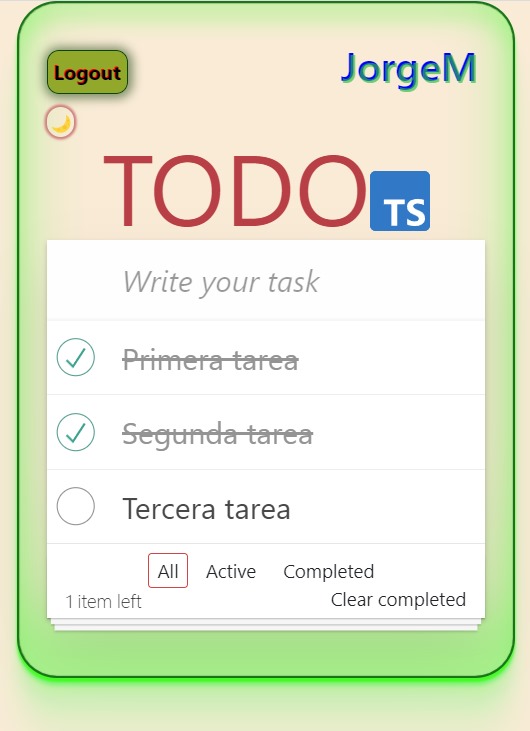 Logout
JorgeM
TODO TS
Write your task
Primera tarea
Segunda tarea
Tercera tarea
All Active Completed
1 item left Clear completed